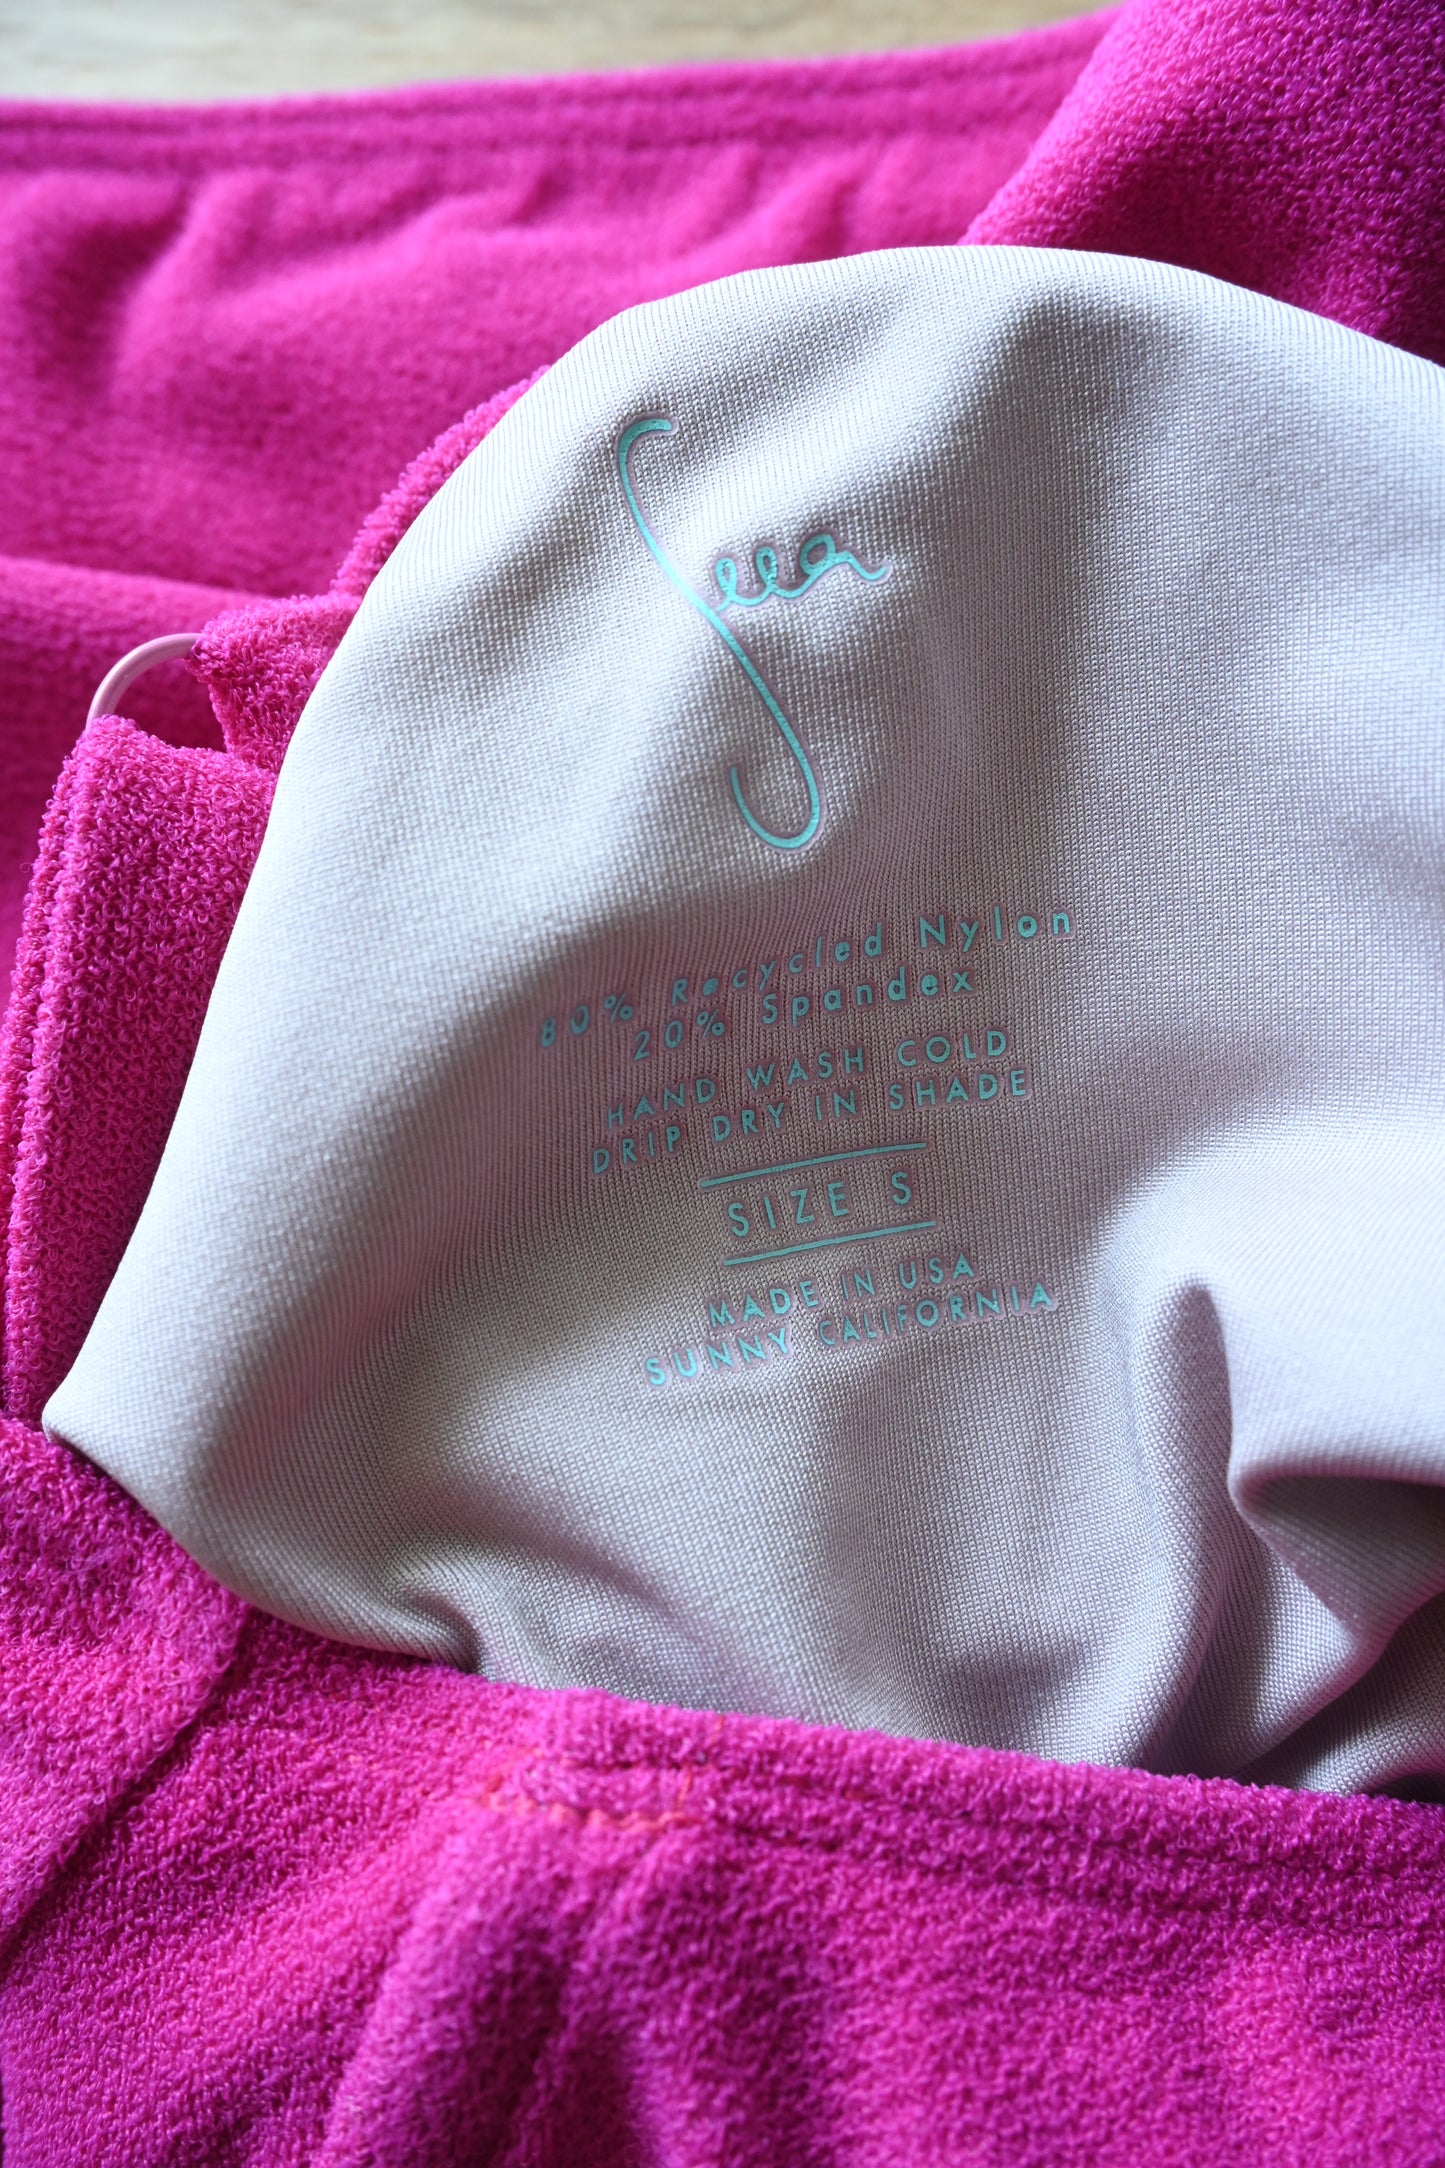 Seea
80% Recycled Nylon
20% Spandex
HAND WASH COLD
DRIP DRY IN SHADE
SIZE S
MADE IN USA
SUNNY CALIFORNIA